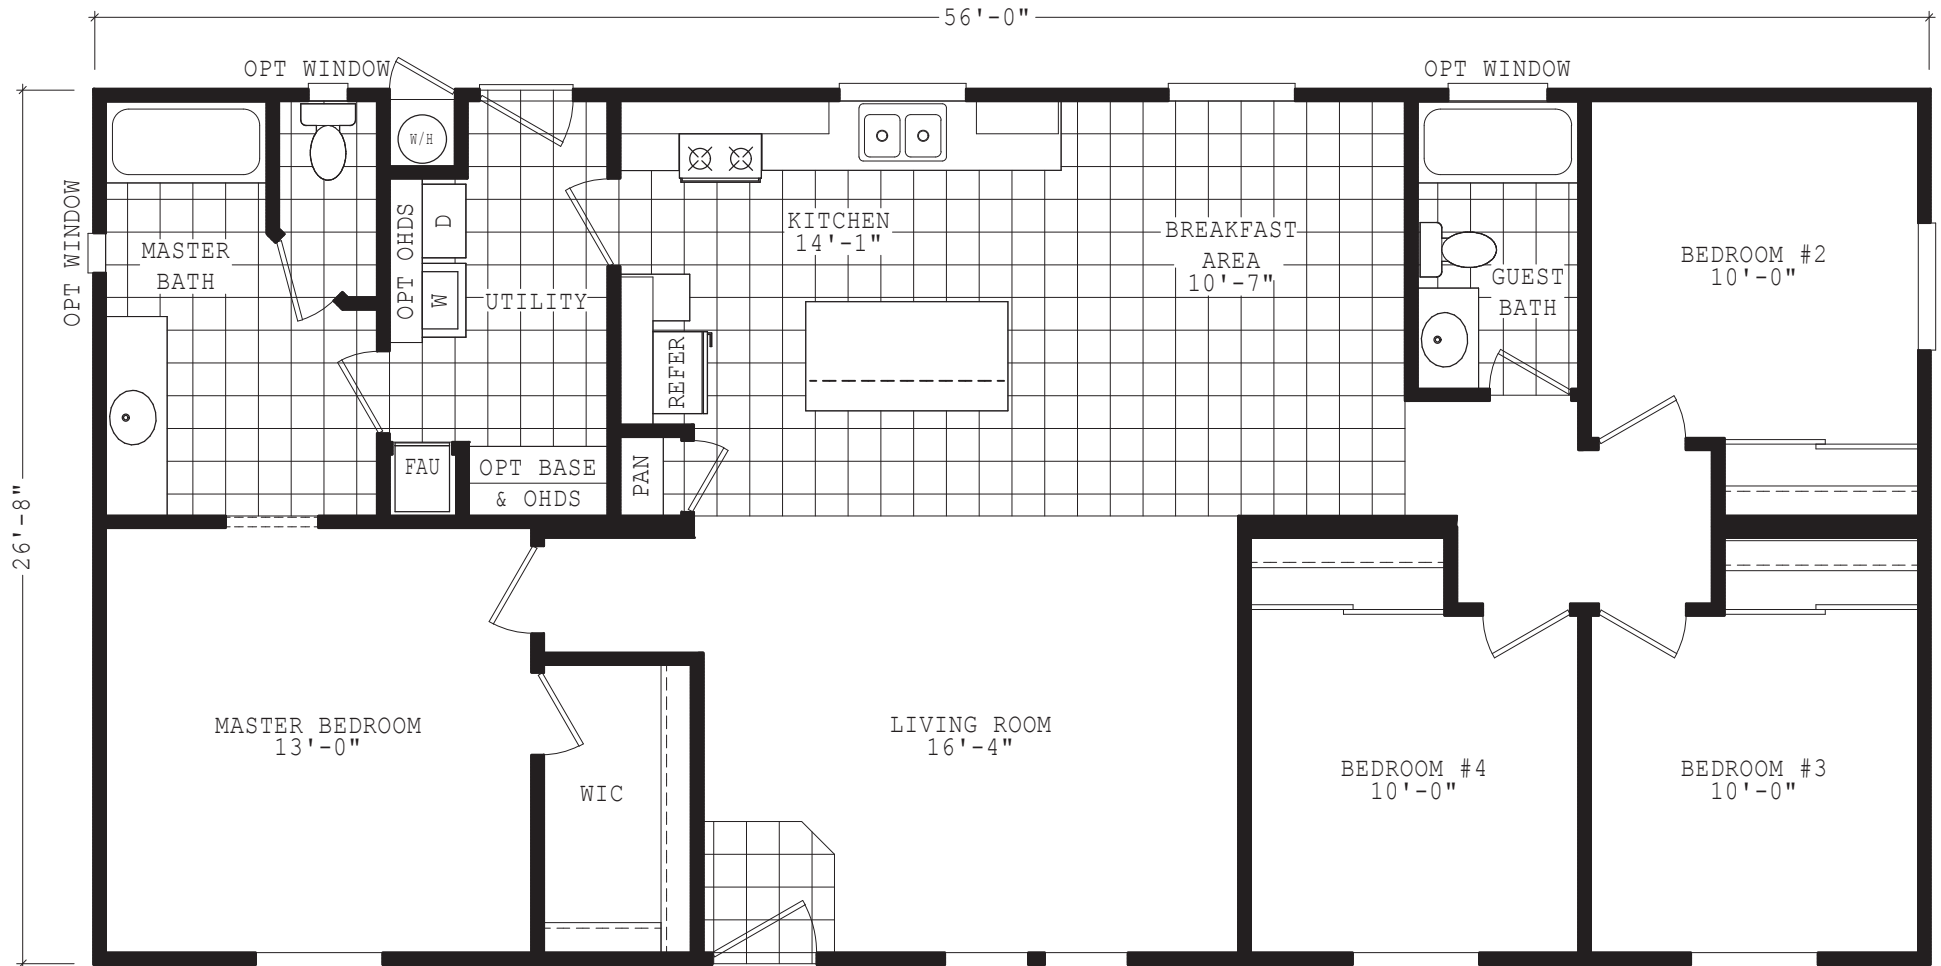 56'-0"
OPT WINDOW
OPT WINDOW
W/H
OPT WINDOW
MASTER
BATH
OPT OHDS
D
W
UTILITY
KITCHEN
14'-1"
BREAKFAST
AREA
10'-7"
GUEST
BATH
BEDROOM #2
10'-0"
REFER
FAU
OPT BASE
& OHDS
PAN
26'-8"
MASTER BEDROOM
13'-0"
WIC
LIVING ROOM
16'-4"
BEDROOM #4
10'-0"
BEDROOM #3
10'-0"